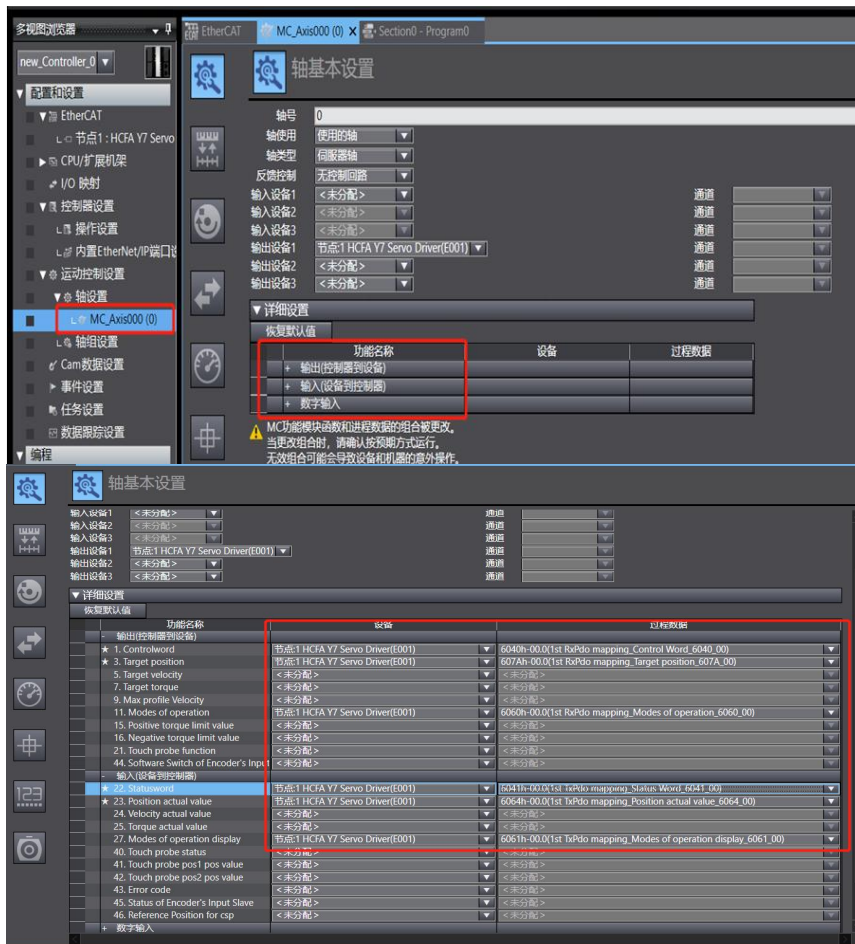 多视图浏览器
new_Controller_0
配置和设置
EtherCAT
节点1 : HCFA Y7 Servo
CPU/扩展机架
I/O 映射
控制器设置
操作设置
内置EtherNet/IP端口设
运动控制设置
轴设置
MC_Axis000 (0)
轴组设置
Cam数据设置
事件设置
任务设置
数据跟踪设置
编程
EtherCAT
MC_Axis000 (0)
Section0 - Program0
轴基本设置
轴号 0
轴使用 使用的轴
轴类型 伺服器轴
反馈控制 无控制回路
输入设备1 <未分配> 通道
输入设备2 <未分配> 通道
输入设备3 <未分配> 通道
输出设备1 节点:1 HCFA Y7 Servo Driver(E001) 通道
输出设备2 <未分配> 通道
输出设备3 <未分配> 通道
▼详细设置
恢复默认值
功能名称 设备 过程数据
+ 输出(控制器到设备)
+ 输入(设备到控制器)
+ 数字输入
MC功能模块函数和进程数据的组合被更改。
当更改组合时，请确认按预期方式运行。
无效组合可能会导致设备和机器的意外操作。
轴基本设置
输入设备1 <未分配> 通道
输入设备2 <未分配> 通道
输入设备3 <未分配> 通道
输出设备1 节点:1 HCFA Y7 Servo Driver(E001) 通道
输出设备2 <未分配> 通道
输出设备3 <未分配> 通道
▼详细设置
恢复默认值
功能名称 设备 过程数据
- 输出(控制器到设备)
★ 1. Controlword 节点:1 HCFA Y7 Servo Driver(E001) 6040h-00.0(1st RxPdo mapping_Control Word_6040_00)
★ 3. Target position 节点:1 HCFA Y7 Servo Driver(E001) 607Ah-00.0(1st RxPdo mapping_Target position_607A_00)
5. Target velocity <未分配> <未分配>
7. Target torque <未分配> <未分配>
9. Max profile Velocity <未分配> <未分配>
11. Modes of operation 节点:1 HCFA Y7 Servo Driver(E001) 6060h-00.0(1st RxPdo mapping_Modes of operation_6060_00)
15. Positive torque limit value <未分配> <未分配>
16. Negative torque limit value <未分配> <未分配>
21. Touch probe function <未分配> <未分配>
44. Software Switch of Encoder's Input <未分配> <未分配>
- 输入(设备到控制器)
★ 22. Statusword 节点:1 HCFA Y7 Servo Driver(E001) 6041h-00.0(1st TxPdo mapping_Status Word_6041_00)
★ 23. Position actual value 节点:1 HCFA Y7 Servo Driver(E001) 6064h-00.0(1st TxPdo mapping_Position actual value_6064_00)
24. Velocity actual value <未分配> <未分配>
25. Torque actual value <未分配> <未分配>
27. Modes of operation display 节点:1 HCFA Y7 Servo Driver(E001) 6061h-00.0(1st TxPdo mapping_Modes of operation display_6061_00)
40. Touch probe status <未分配> <未分配>
41. Touch probe pos1 pos value <未分配> <未分配>
42. Touch probe pos2 pos value <未分配> <未分配>
43. Error code <未分配> <未分配>
45. Status of Encoder's Input Slave <未分配> <未分配>
46. Reference Position for csp <未分配> <未分配>
+ 数字输入